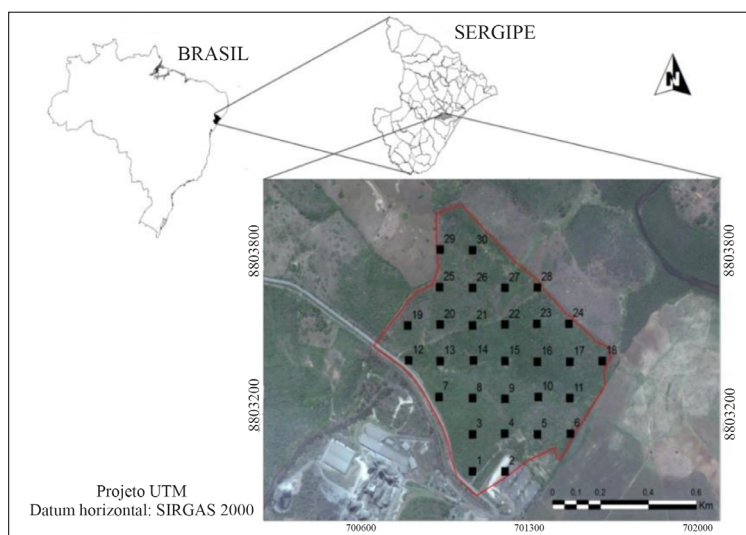 BRASIL
SERGIPE
N
8803800
8803800
29 30
25 26 27 28
19 20 21 22 23 24
12 13 14 15 16 17 18
7 8 9 10 11
8803200
8803200
3 4 5 6
1 2
Projeto UTM
Datum horizontal: SIRGAS 2000
0 0.1 0.2 0.4 0.6
Km
700600 701300 702000